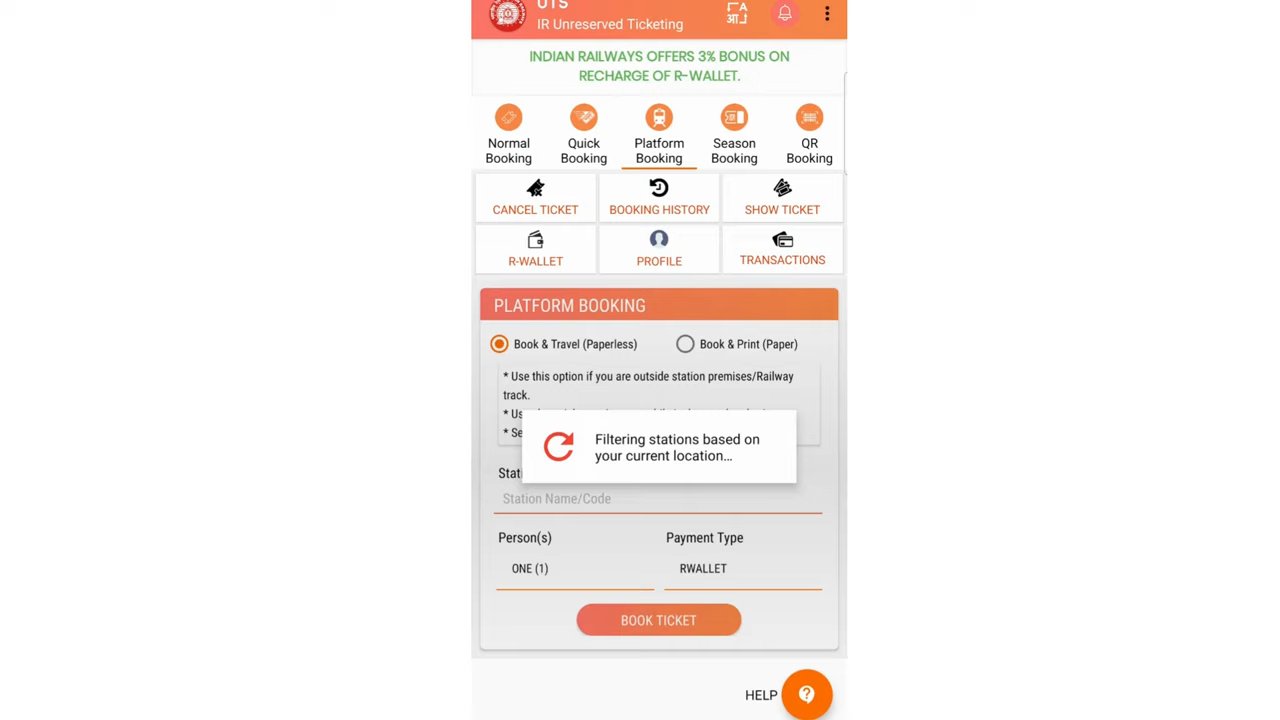 UTS
IR Unreserved Ticketing
INDIAN RAILWAYS OFFERS 3% BONUS ON
RECHARGE OF R-WALLET.
Normal
Booking
Quick
Booking
Platform
Booking
Season
Booking
QR
Booking
CANCEL TICKET
BOOKING HISTORY
SHOW TICKET
R-WALLET
PROFILE
TRANSACTIONS
PLATFORM BOOKING
Book & Travel (Paperless)
Book & Print (Paper)
* Use this option if you are outside station premises/Railway
track.
Filtering stations based on
your current location...
Station Name/Code
Person(s)
Payment Type
ONE (1)
RWALLET
BOOK TICKET
HELP